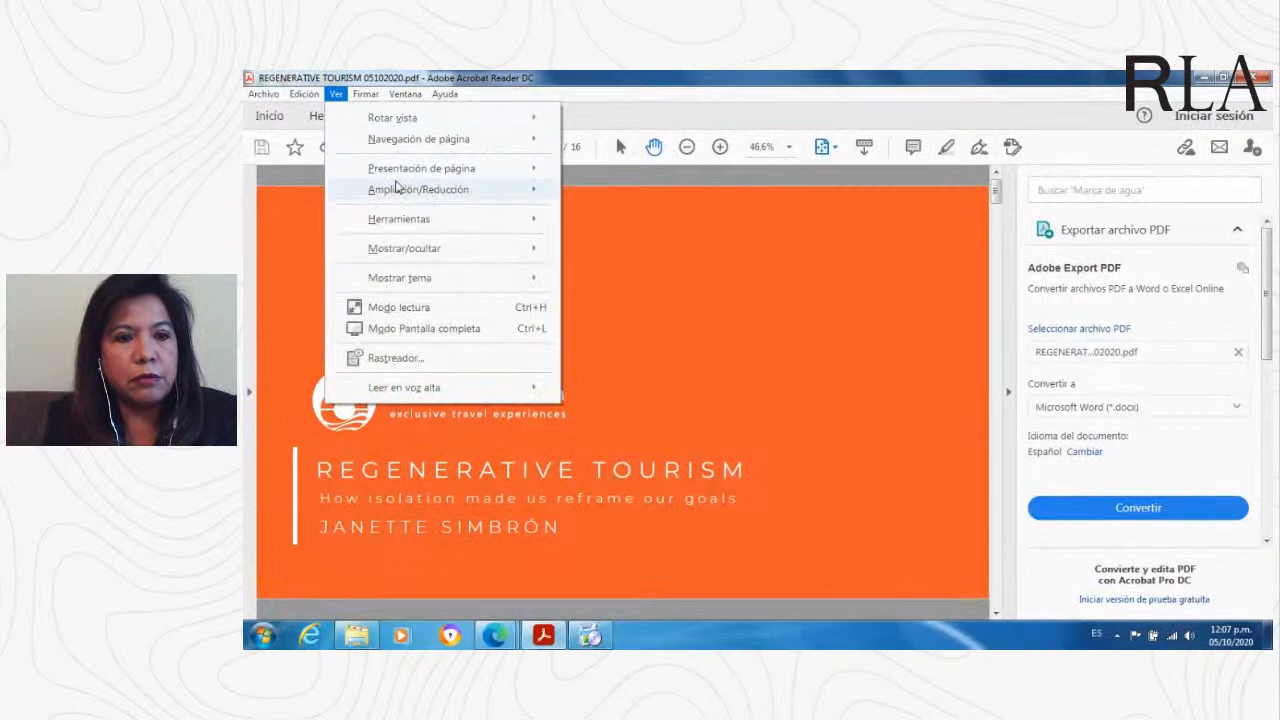 RLA
REGENERATIVE TOURISM 05102020.pdf - Adobe Acrobat Reader DC
Archivo Edición Ver Firmar Ventana Ayuda
Inicio He
Iniciar sesión
Rotar vista
Navegación de página
Presentación de página
Ampliación/Reducción
Herramientas
Mostrar/ocultar
Mostrar tema
Modo lectura Ctrl+H
Modo Pantalla completa Ctrl+L
Rastreador...
Leer en voz alta
/ 16
46,6%
exclusive travel experiences
REGENERATIVE TOURISM
How isolation made us reframe our goals
JANETTE SIMBRÓN
Buscar 'Marca de agua'
Exportar archivo PDF
Adobe Export PDF
Convertir archivos PDF a Word o Excel Online
Seleccionar archivo PDF
REGENERAT...02020.pdf
Convertir a
Microsoft Word (*.docx)
Idioma del documento:
Español Cambiar
Convertir
Convierte y edita PDF
con Acrobat Pro DC
Iniciar versión de prueba gratuita
ES
12:07 p.m.
05/10/2020